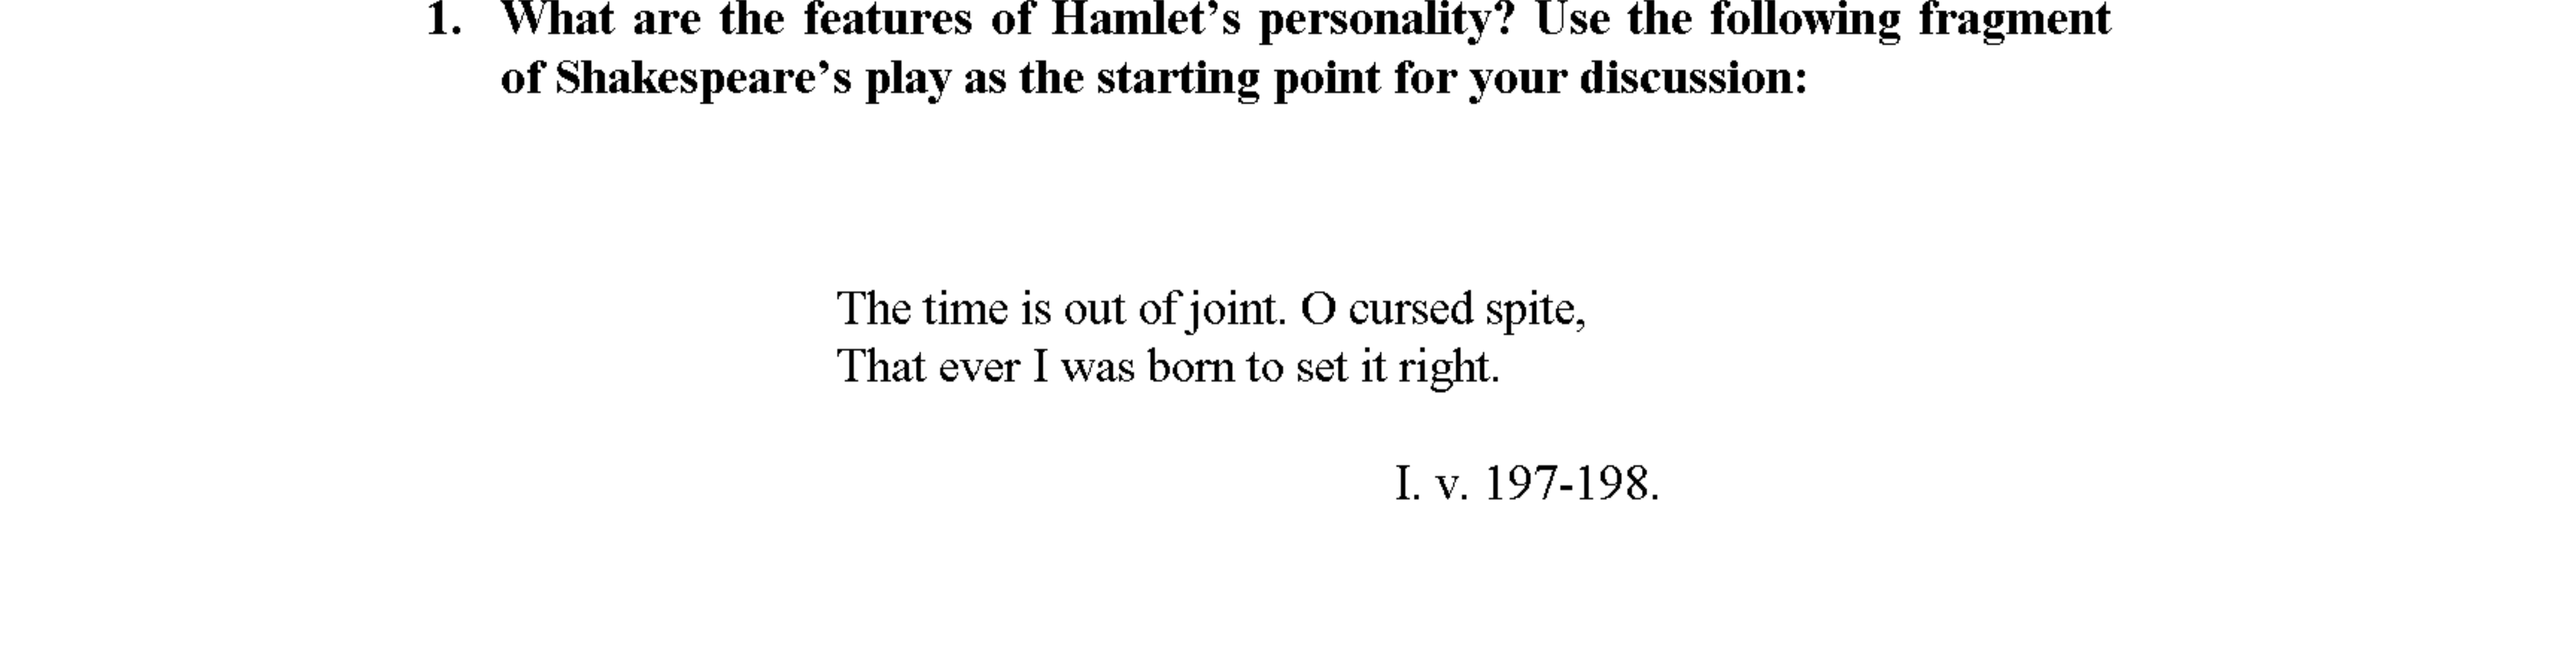 1. What are the features of Hamlet’s personality? Use the following fragment
of Shakespeare’s play as the starting point for your discussion:
The time is out of joint. O cursed spite,
That ever I was born to set it right.
I. v. 197-198.